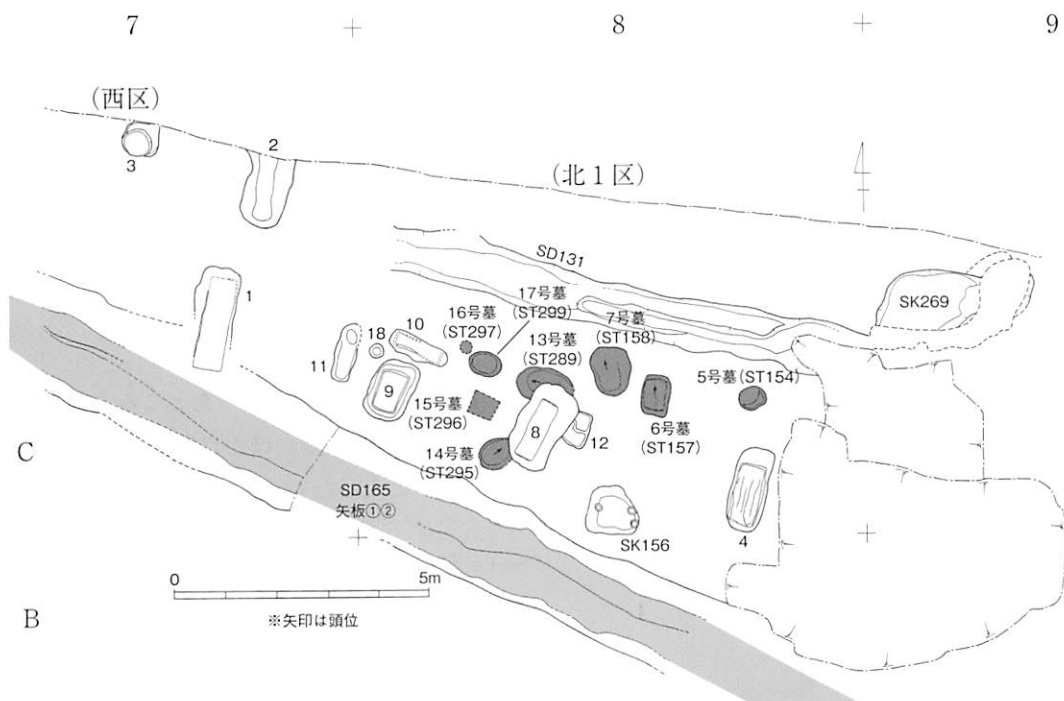 7
8
9
(西区)
3
2
(北1区)
SD131
1
17号墓
(ST299)
16号墓
(ST297)
7号墓
(ST158)
SK269
10
18
11
13号墓
(ST289)
5号墓(ST154)
9
15号墓
(ST296)
6号墓
(ST157)
8
12
C
14号墓
(ST295)
SD165
矢板①②
SK156
4
0
5m
B
※矢印は頭位